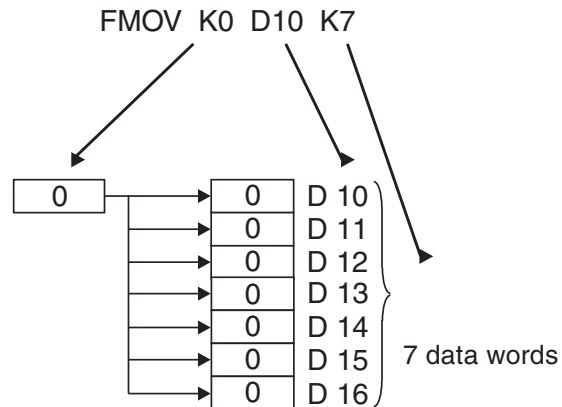 FMOV K0 D10 K7
0 0 D 10
0 D 11
0 D 12
0 D 13
0 D 14
0 D 15
7 data words
0 D 16